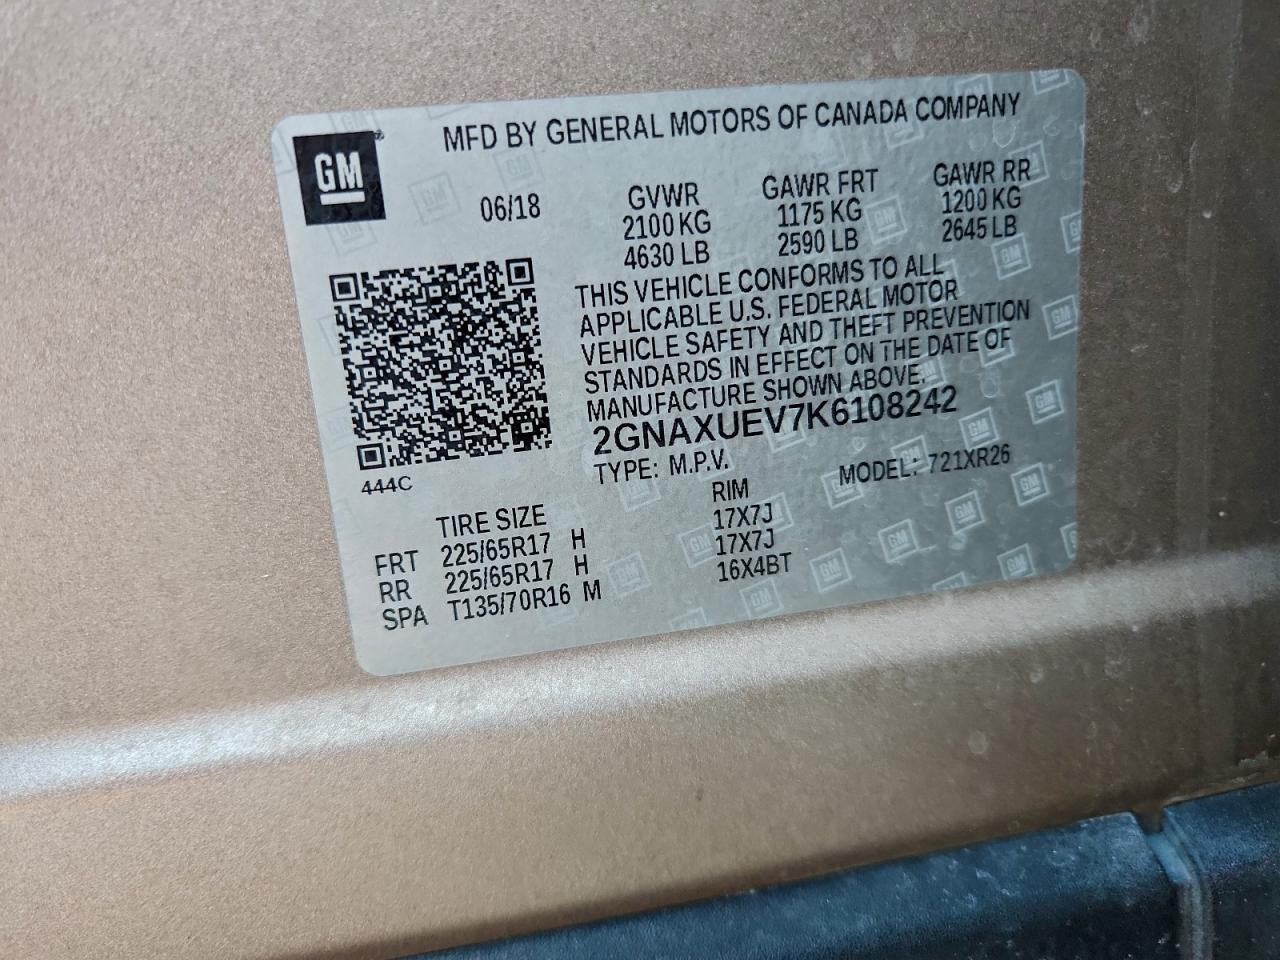 MFD BY GENERAL MOTORS OF CANADA COMPANY
GM®
06/18
GVWR GAWR FRT GAWR RR
2100 KG 1175 KG 1200 KG
4630 LB 2590 LB 2645 LB
THIS VEHICLE CONFORMS TO ALL
APPLICABLE U.S. FEDERAL MOTOR
VEHICLE SAFETY AND THEFT PREVENTION
STANDARDS IN EFFECT ON THE DATE OF
MANUFACTURE SHOWN ABOVE.
2GNAXUEV7K6108242
TYPE: M.P.V. MODEL: 721XR26
444C
TIRE SIZE RIM
FRT 225/65R17 H 17X7J
RR 225/65R17 H 17X7J
SPA T135/70R16 M 16X4BT